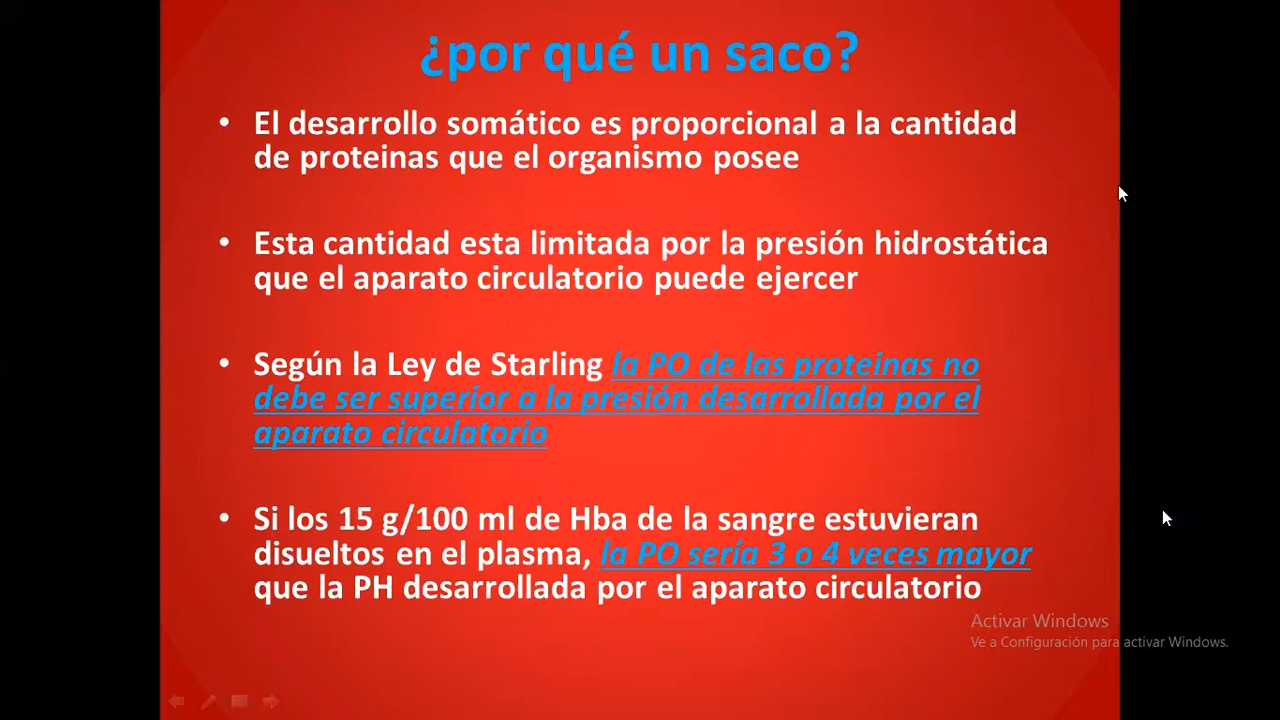 ¿por qué un saco?
• El desarrollo somático es proporcional a la cantidad
de proteinas que el organismo posee
• Esta cantidad esta limitada por la presión hidrostática
que el aparato circulatorio puede ejercer
• Según la Ley de Starling la PO de las proteinas no
debe ser superior a la presión desarrollada por el
aparato circulatorio
• Si los 15 g/100 ml de Hba de la sangre estuvieran
disueltos en el plasma, la PO sería 3 o 4 veces mayor
que la PH desarrollada por el aparato circulatorio
Activar Windows
Ve a Configuración para activar Windows.